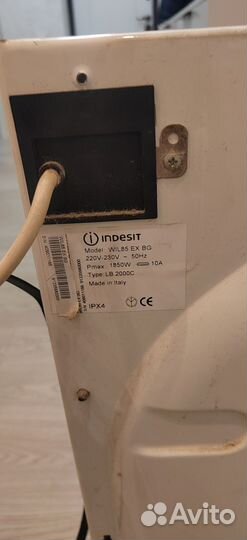 indesit
Model: WIL85 EX BG
220V-230V ~ 50Hz
Pmax: 1850W 10A
Type: LB 2000C
Made in Italy
IPX4
CE
Avito